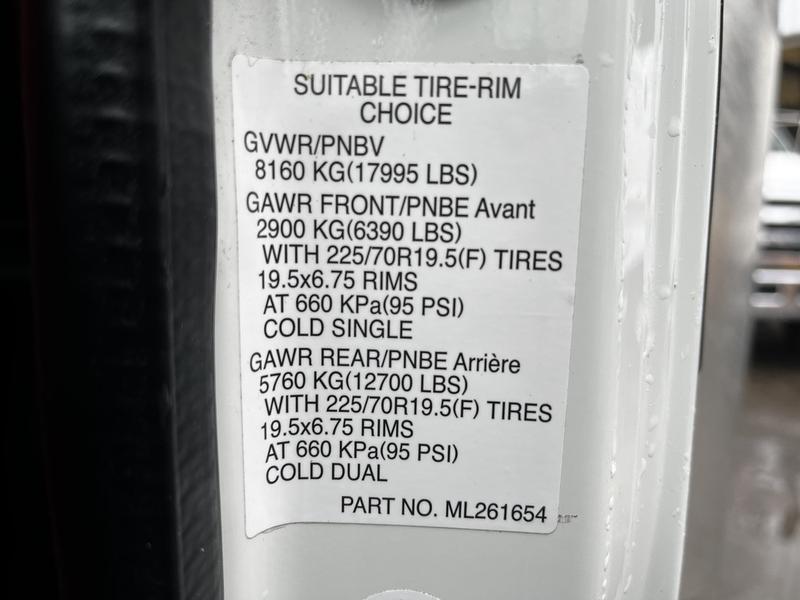 SUITABLE TIRE-RIM
CHOICE
GVWR/PNBV
8160 KG(17995 LBS)
GAWR FRONT/PNBE Avant
2900 KG(6390 LBS)
WITH 225/70R19.5(F) TIRES
19.5x6.75 RIMS
AT 660 KPa(95 PSI)
COLD SINGLE
GAWR REAR/PNBE Arrière
5760 KG(12700 LBS)
WITH 225/70R19.5(F) TIRES
19.5x6.75 RIMS
AT 660 KPa(95 PSI)
COLD DUAL
PART NO. ML261654